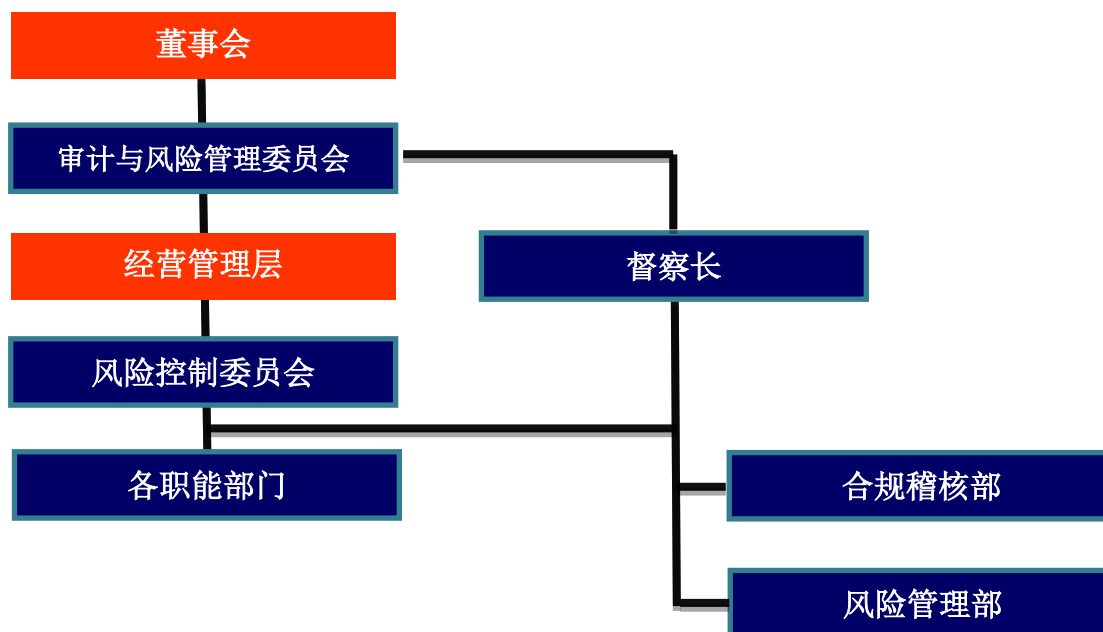 董事会
审计与风险管理委员会
经营管理层
督察长
风险控制委员会
各职能部门
合规稽核部
风险管理部